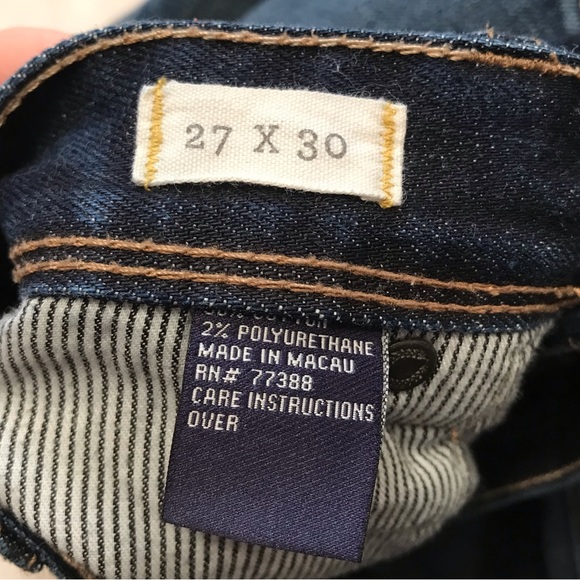 27 X 30
2% POLYURETHANE
MADE IN MACAU
RN# 77388
CARE INSTRUCTIONS
OVER